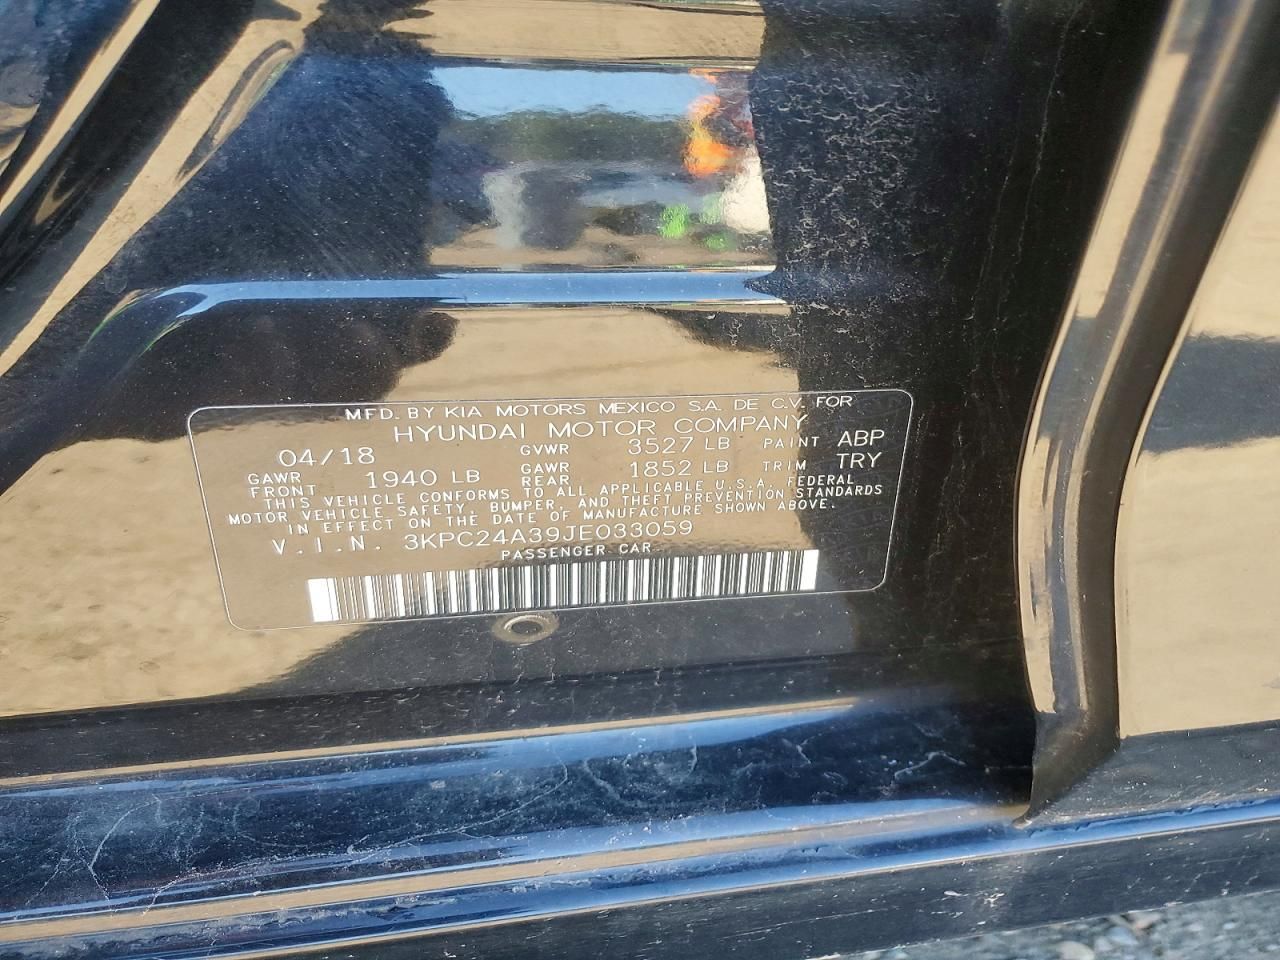 MFD. BY KIA MOTORS MEXICO S.A. DE C.V. FOR
HYUNDAI MOTOR COMPANY
04/18 GVWR 3527 LB PAINT ABP
GAWR FRONT 1940 LB GAWR REAR 1852 LB TRIM TRY
THIS VEHICLE CONFORMS TO ALL APPLICABLE U.S.A. FEDERAL
MOTOR VEHICLE SAFETY, BUMPER, AND THEFT PREVENTION STANDARDS
IN EFFECT ON THE DATE OF MANUFACTURE SHOWN ABOVE.
V.I.N. 3KPC24A39JE033059
PASSENGER CAR